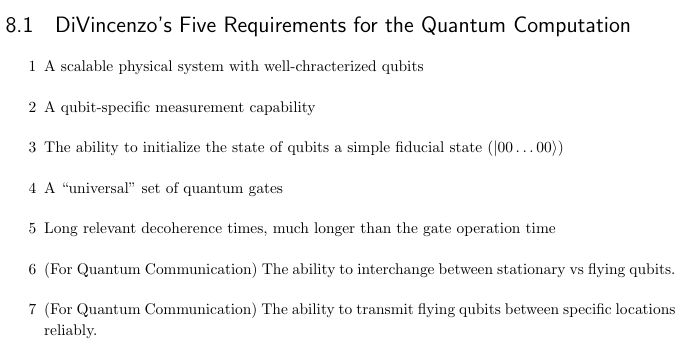 8.1 DiVincenzo's Five Requirements for the Quantum Computation
1 A scalable physical system with well-chracterized qubits
2 A qubit-specific measurement capability
3 The ability to initialize the state of qubits a simple fiducial state (|00...00⟩)
4 A “universal” set of quantum gates
5 Long relevant decoherence times, much longer than the gate operation time
6 (For Quantum Communication) The ability to interchange between stationary vs flying qubits.
7 (For Quantum Communication) The ability to transmit flying qubits between specific locations
reliably.